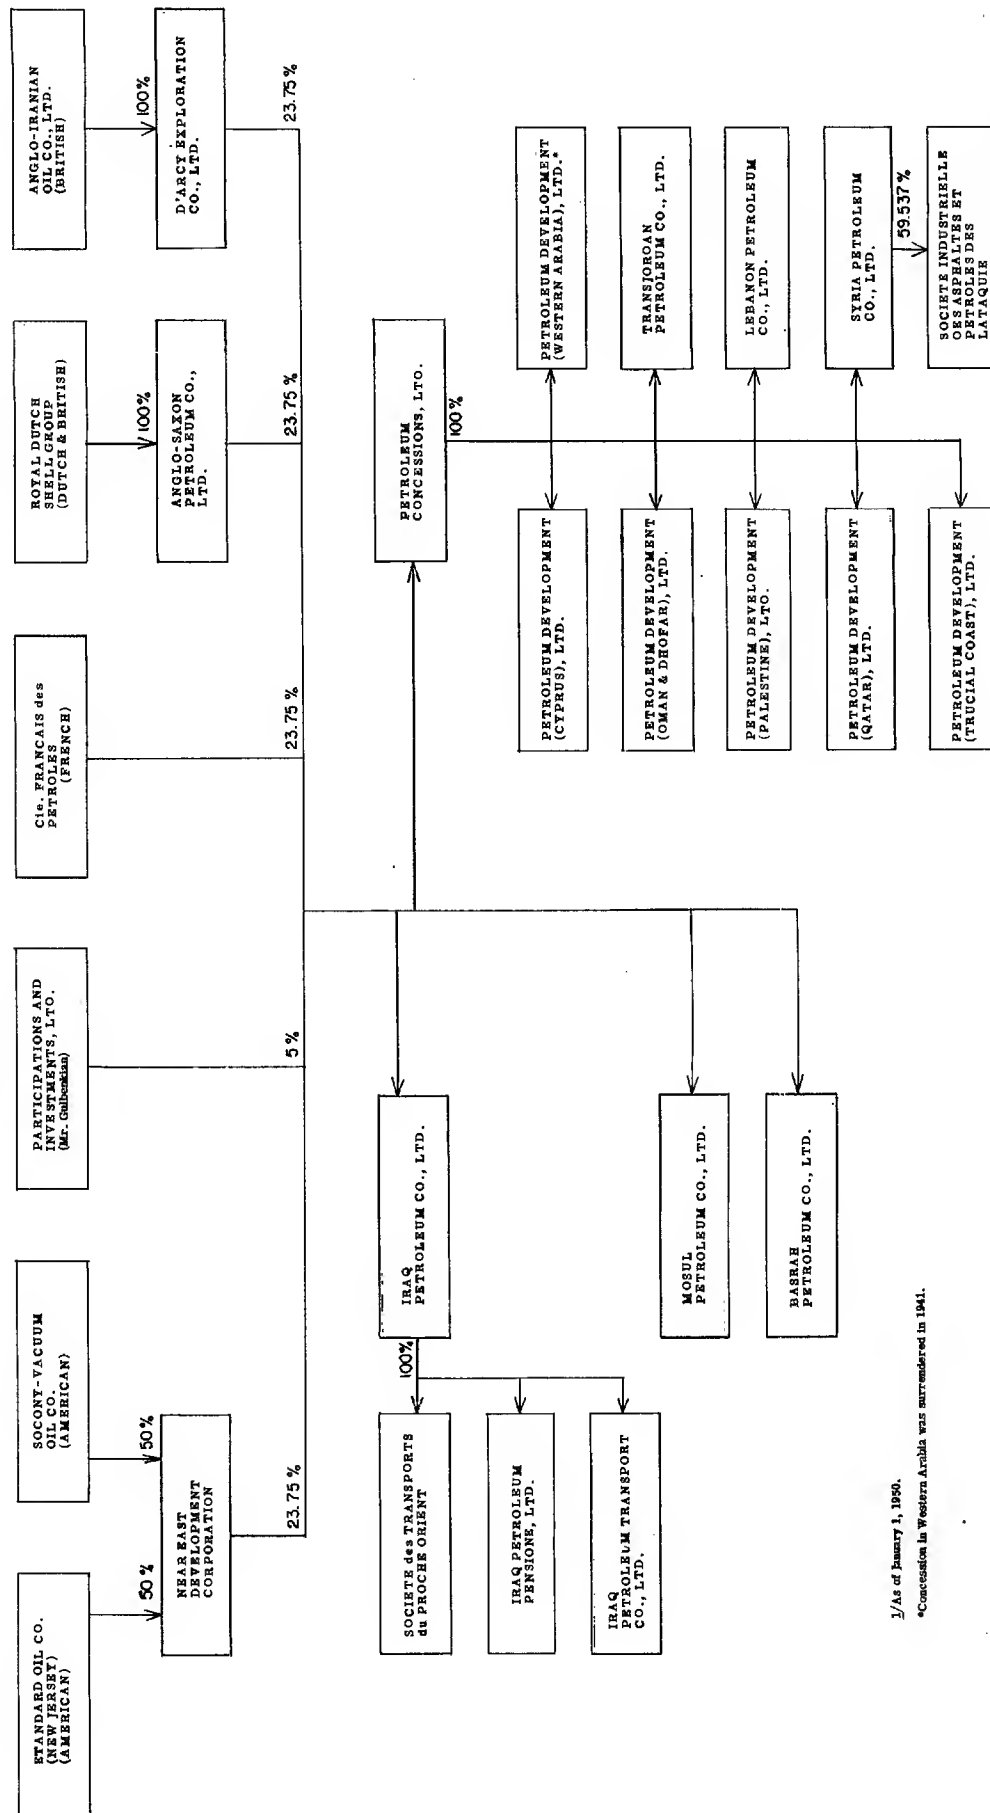 ETANDARD OIL CO.
(NEW JERSEY)
(AMERICAN)
SOCONY-VACUUM
OIL CO.
(AMERICAN)
PARTICIPATIONS AND
INVESTMENTS, LTO.
(Mr. Gulbenkian)
Cie. FRANCAIS des
PETROLES
(FRENCH)
ROYAL DUTCH
SHELL GROUP
(DUTCH & BRITISH)
ANGLO-IRANIAN
OIL CO., LTD.
(BRITISH)
50%
50%
100%
100%
NEAR EAST
DEVELOPMENT
CORPORATION
ANGLO-SAXON
PETROLEUM CO.,
LTD.
D'ARCY EXPLORATION
CO., LTD.
23.75%
5%
23.75%
23.75%
23.75%
IRAQ
PETROLEUM CO., LTD.
PETROLEUM
CONCESSIONS, LTO.
100%
100%
SOCIETE des TRANSPORTS
du PROCHE ORIENT
IRAQ PETROLEUM
PENSIONE, LTD.
IRAQ
PETROLEUM TRANSPORT
CO., LTD.
MOSUL
PETROLEUM CO., LTD.
BASRAH
PETROLEUM CO., LTD.
PETROLEUM DEVELOPMENT
(CYPRUS), LTD.
PETROLEUM DEVELOPMENT
(WESTERN ARABIA), LTD.*
PETROLEUM DEVELOPMENT
(OMAN & DHOFAR), LTD.
TRANSJOROAN
PETROLEUM CO., LTD.
PETROLEUM DEVELOPMENT
(PALESTINE), LTO.
LEBANON PETROLEUM
CO., LTD.
PETROLEUM DEVELOPMENT
(QATAR), LTD.
SYRIA PETROLEUM
CO., LTD.
59.537%
PETROLEUM DEVELOPMENT
(TRUCIAL COAST), LTD.
SOCIETE INDUSTRIELLE
OES ASPHALTES ET
PETROLES DES
LATAQUIE
1/As of January 1, 1950.
*Concession in Western Arabia was surrendered in 1941.